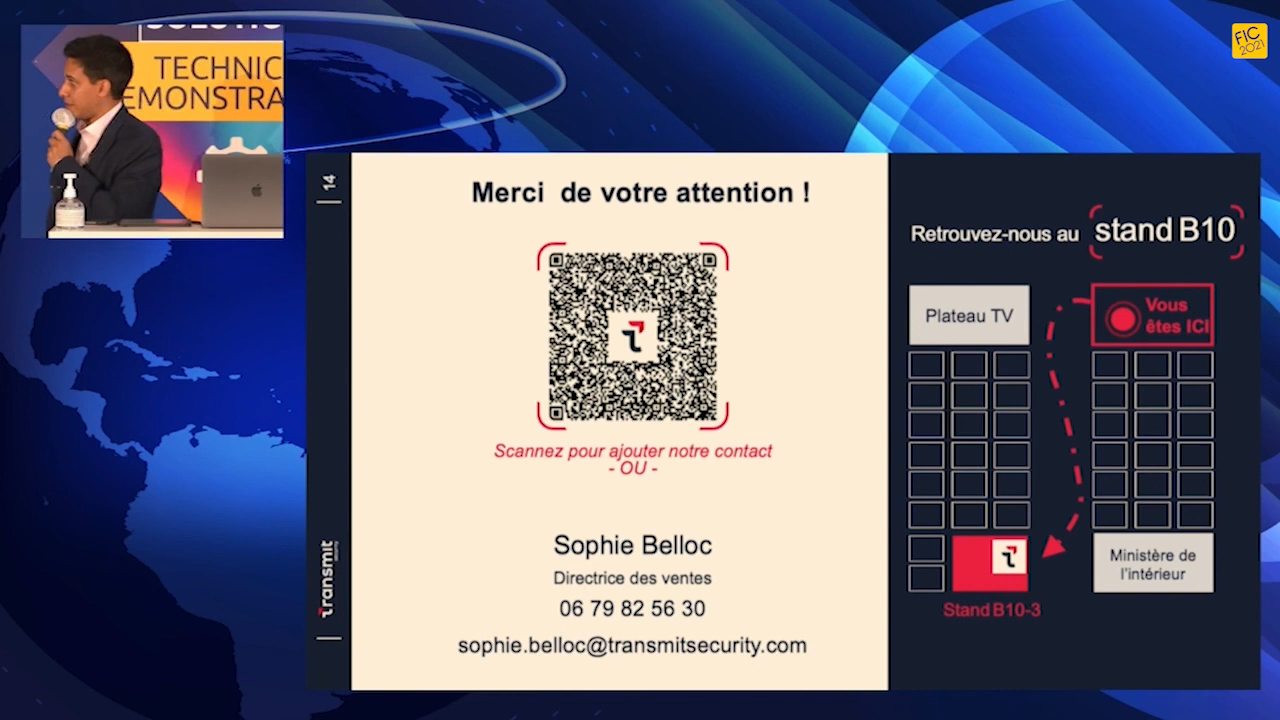 TECHNIC
EMONSTRA
FIC
2021
14
Merci de votre attention !
Scannez pour ajouter notre contact
- OU -
Sophie Belloc
Directrice des ventes
06 79 82 56 30
sophie.belloc@transmitsecurity.com
transmit
Retrouvez-nous au stand B10
Plateau TV
Vous
êtes ICI
Ministère de
l'intérieur
Stand B10-3